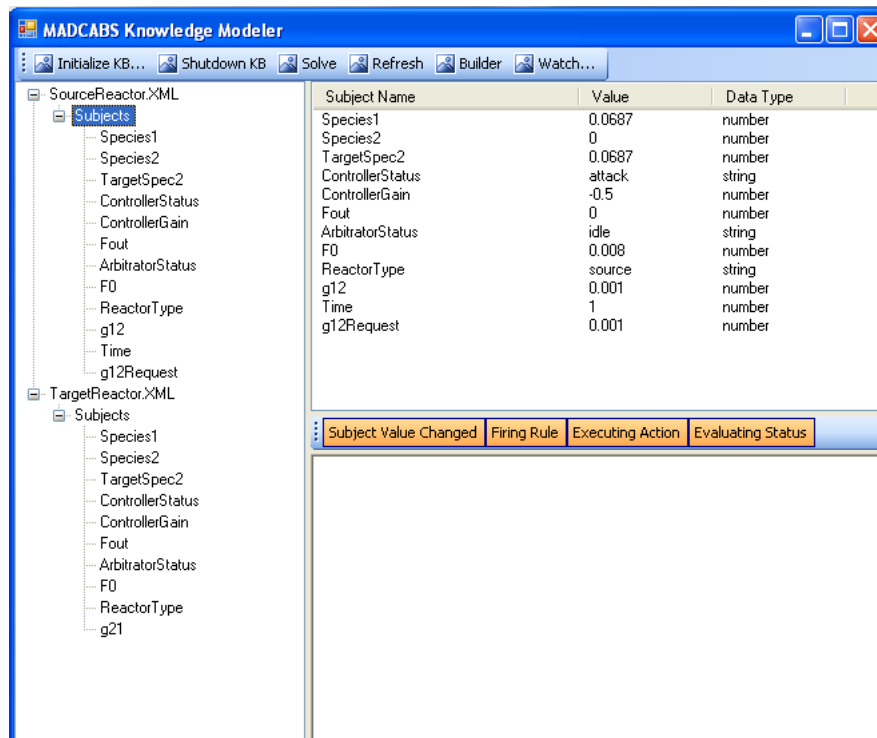 MADCABS Knowledge Modeler
Initialize KB... Shutdown KB Solve Refresh Builder Watch...
SourceReactor.XML
Subjects
Species1
Species2
TargetSpec2
ControllerStatus
ControllerGain
Fout
ArbitratorStatus
F0
ReactorType
g12
Time
g12Request
TargetReactor.XML
Subjects
Species1
Species2
TargetSpec2
ControllerStatus
ControllerGain
Fout
ArbitratorStatus
F0
ReactorType
g21
Subject Name Value Data Type
Species1 0.0687 number
Species2 0 number
TargetSpec2 0.0687 number
ControllerStatus attack string
ControllerGain -0.5 number
Fout 0 number
ArbitratorStatus idle string
F0 0.008 number
ReactorType source string
g12 0.001 number
Time 1 number
g12Request 0.001 number
Subject Value Changed Firing Rule Executing Action Evaluating Status